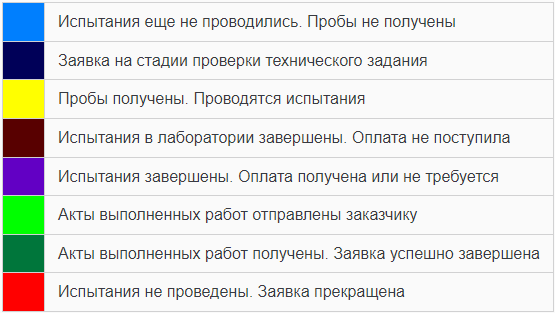 Испытания еще не проводились. Пробы не получены
Заявка на стадии проверки технического задания
Пробы получены. Проводятся испытания
Испытания в лаборатории завершены. Оплата не поступила
Испытания завершены. Оплата получена или не требуется
Акты выполненных работ отправлены заказчику
Акты выполненных работ получены. Заявка успешно завершена
Испытания не проведены. Заявка прекращена